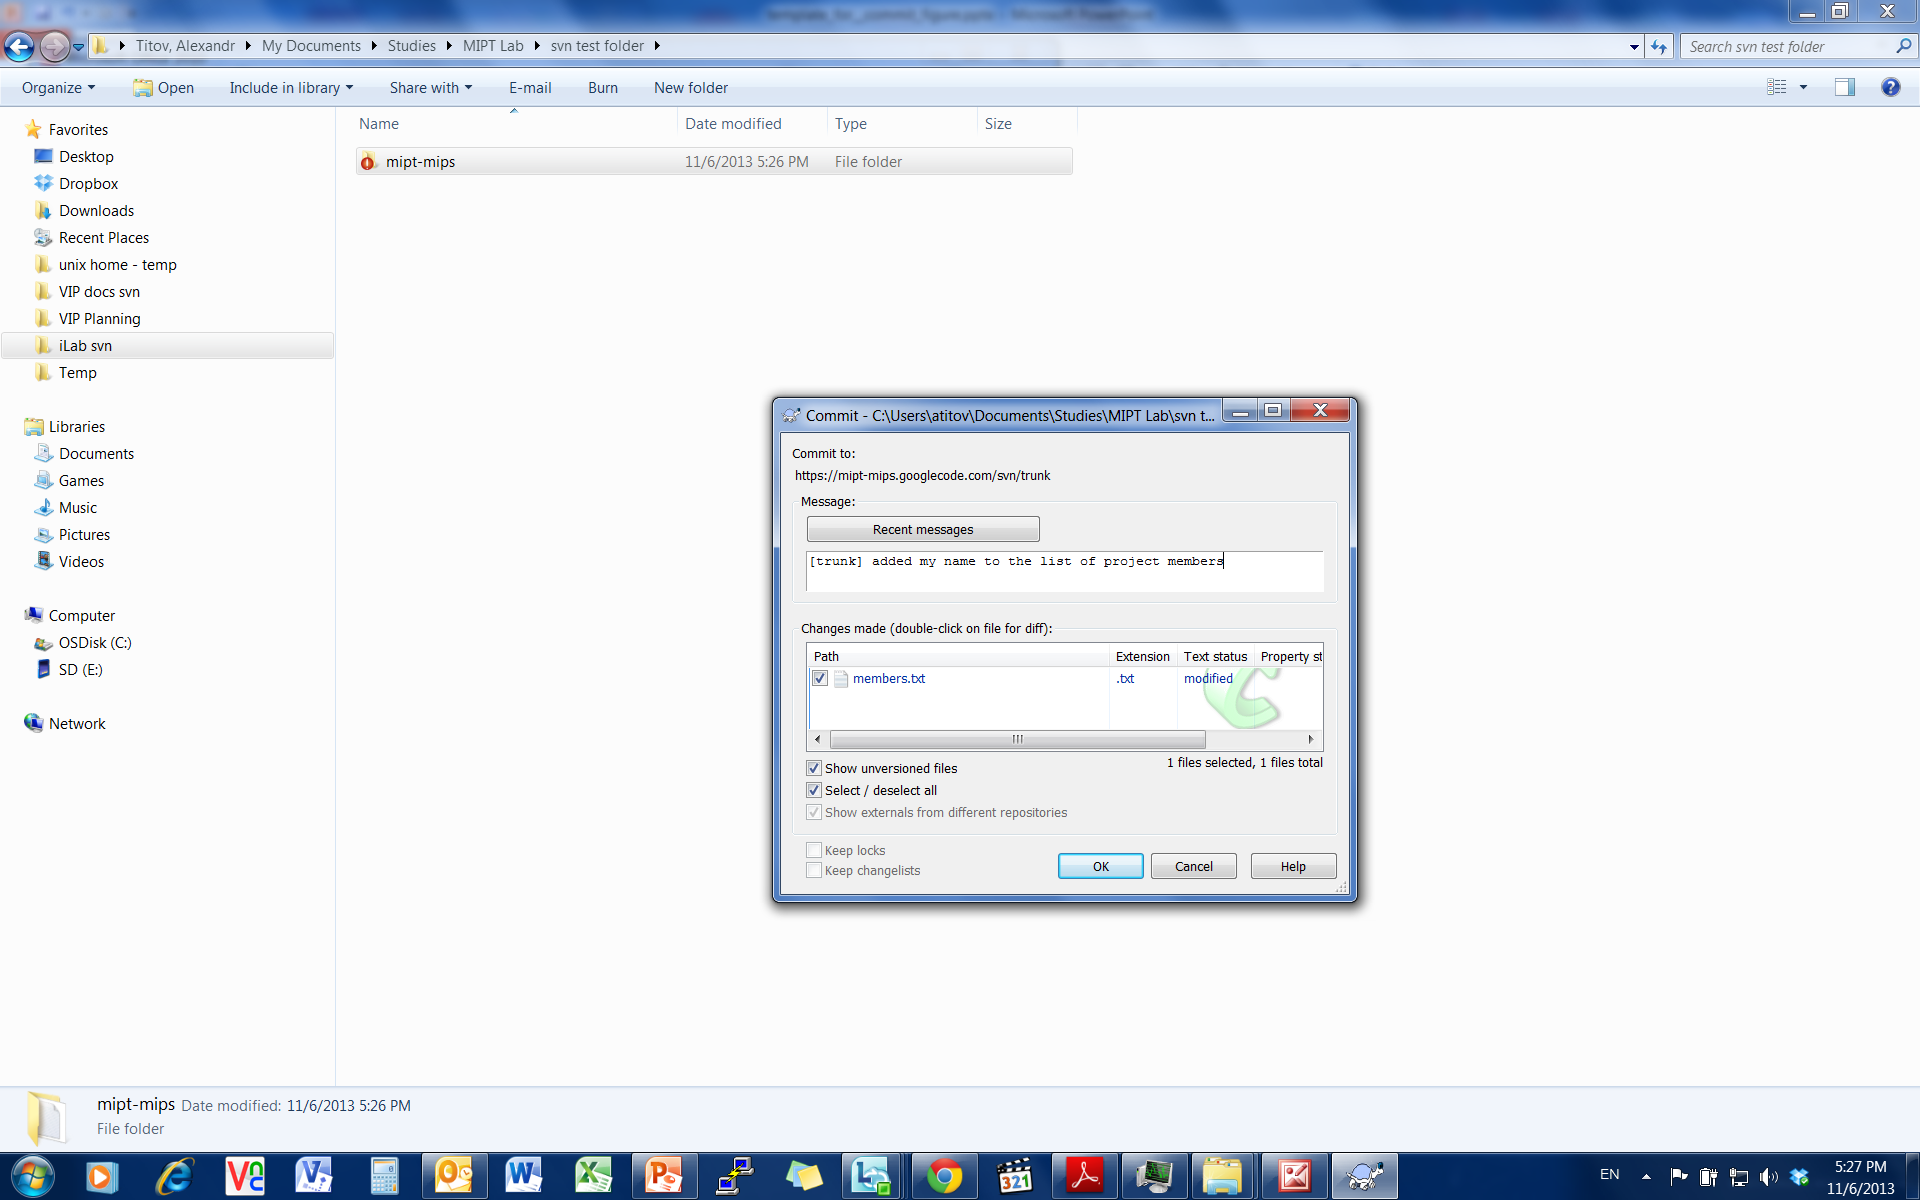 Titov, Alexandr ▸ My Documents ▸ Studies ▸ MIPT Lab ▸ svn test folder ▸
Search svn test folder
Organize Open Include in library Share with E-mail Burn New folder
Name Date modified Type Size
mipt-mips 11/6/2013 5:26 PM File folder
Favorites
Desktop
Dropbox
Downloads
Recent Places
unix home - temp
VIP docs svn
VIP Planning
iLab svn
Temp
Libraries
Documents
Games
Music
Pictures
Videos
Computer
OSDisk (C:)
SD (E:)
Network
Commit - C:\Users\atitov\Documents\Studies\MIPT Lab\svn t...
Commit to:
https://mipt-mips.googlecode.com/svn/trunk
Message:
Recent messages
[trunk] added my name to the list of project members
Changes made (double-click on file for diff):
Path Extension Text status Property st
members.txt .txt modified
1 files selected, 1 files total
Show unversioned files
Select / deselect all
Show externals from different repositories
Keep locks
Keep changelists
OK Cancel Help
mipt-mips Date modified: 11/6/2013 5:26 PM
File folder
EN
5:27 PM
11/6/2013